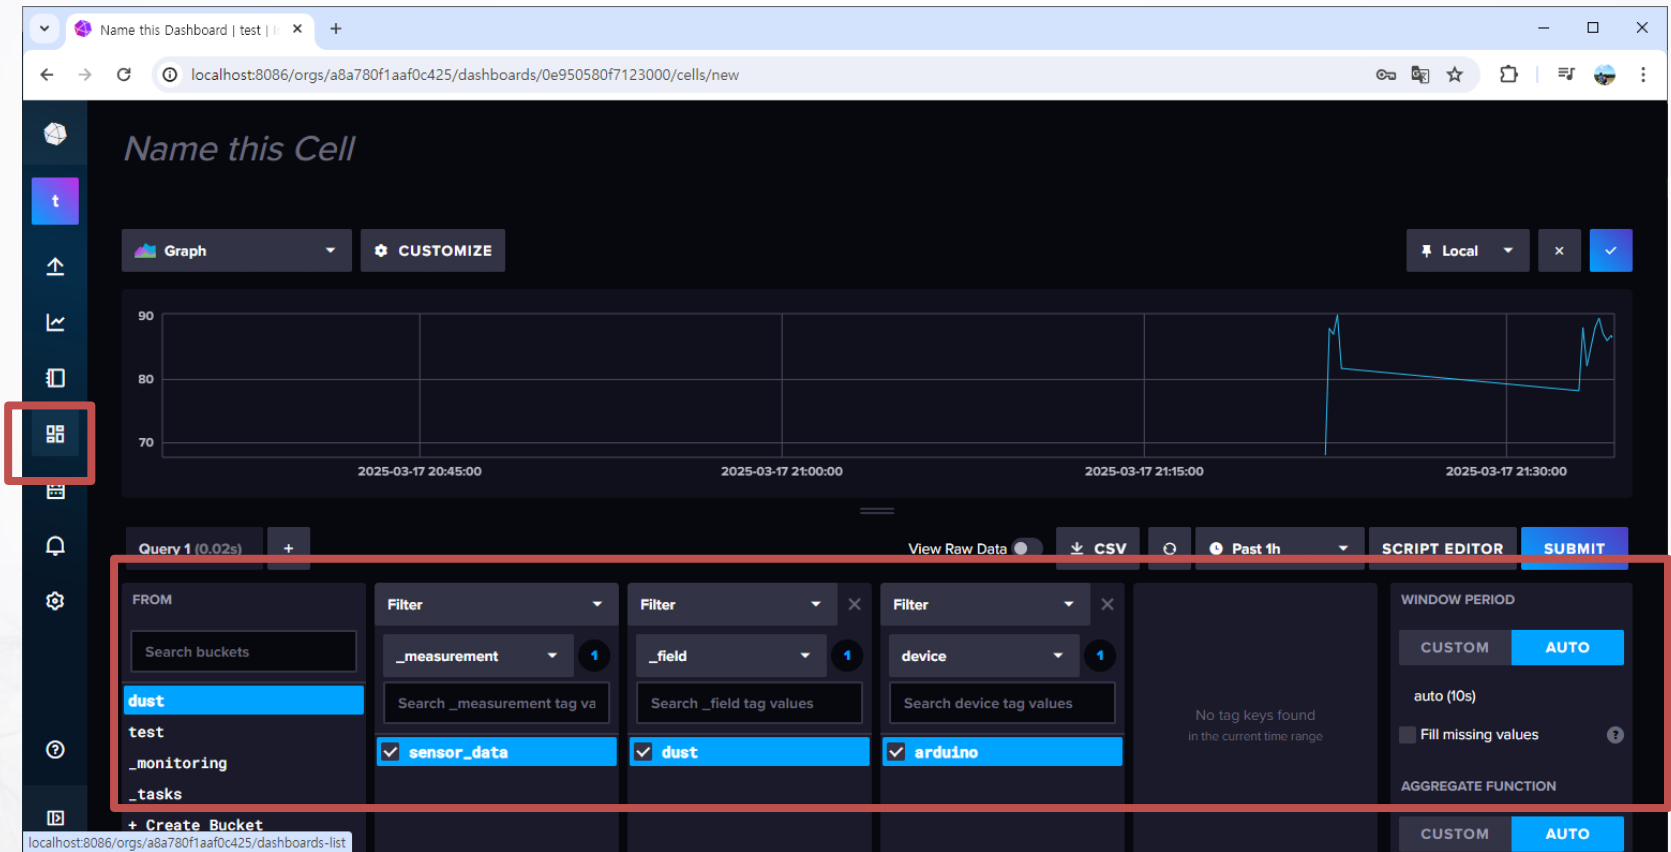 Name this Dashboard | test | I
localhost:8086/orgs/a8a780f1aaf0c425/dashboards/0e950580f7123000/cells/new
Name this Cell
t
Graph
CUSTOMIZE
Local
90
80
70
2025-03-17 20:45:00
2025-03-17 21:00:00
2025-03-17 21:15:00
2025-03-17 21:30:00
Query 1 (0.02s)
+
View Raw Data
CSV
Past 1h
SCRIPT EDITOR
SUBMIT
FROM
Search buckets
dust
test
_monitoring
_tasks
+ Create Bucket
Filter
_measurement
1
Search _measurement tag va
sensor_data
Filter
_field
1
Search _field tag values
dust
Filter
device
1
Search device tag values
arduino
No tag keys found
in the current time range
WINDOW PERIOD
CUSTOM
AUTO
auto (10s)
Fill missing values
?
AGGREGATE FUNCTION
CUSTOM
AUTO
localhost:8086/orgs/a8a780f1aaf0c425/dashboards-list